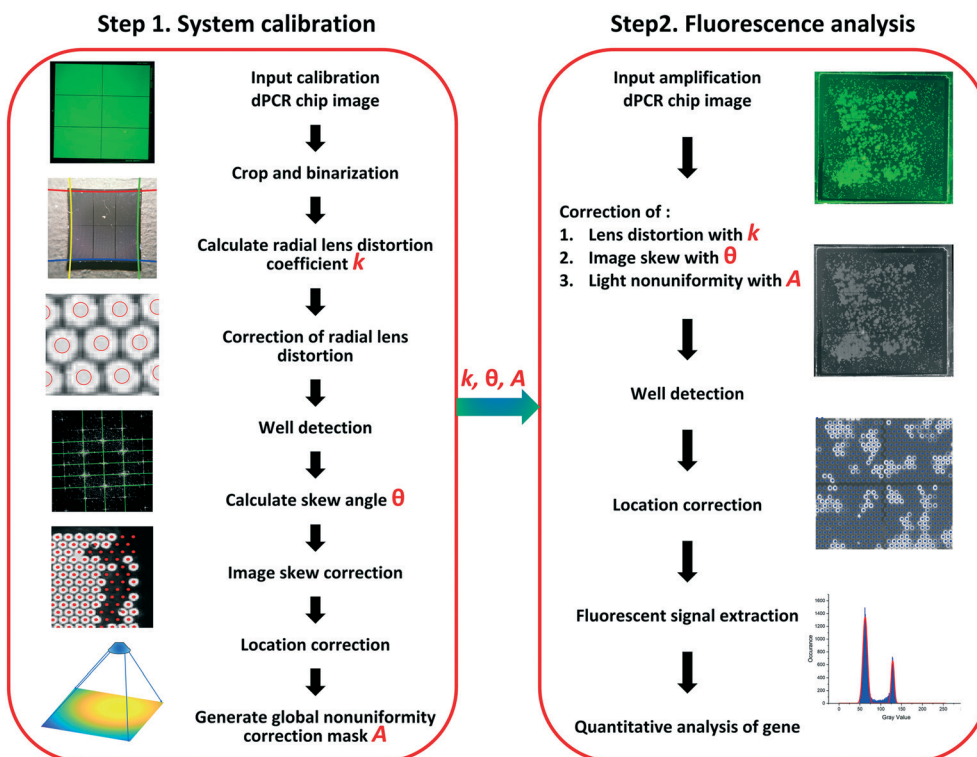 Step 1. System calibration
Input calibration
dPCR chip image
Crop and binarization
Calculate radial lens distortion
coefficient k
Correction of radial lens
distortion
Well detection
Calculate skew angle θ
Image skew correction
Location correction
Generate global nonuniformity
correction mask A
k, θ, A
Step2. Fluorescence analysis
Input amplification
dPCR chip image
Correction of :
1. Lens distortion with k
2. Image skew with θ
3. Light nonuniformity with A
Well detection
Location correction
Fluorescent signal extraction
Quantitative analysis of gene
Occurance
1600
1400
1200
1000
800
600
400
200
0
0 50 100 150 200 250
Gray Value